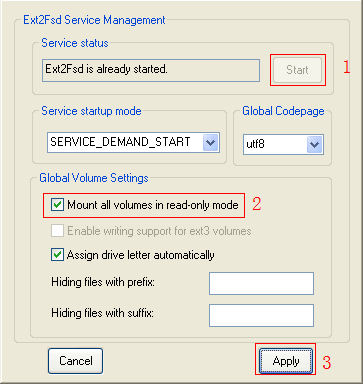 Ext2Fsd Service Management
Service status
Ext2Fsd is already started.
Start
1
Service startup mode
Global Codepage
SERVICE_DEMAND_START
utf8
Global Volume Settings
Mount all volumes in read-only mode
2
Enable writing support for ext3 volumes
Assign drive letter automatically
Hiding files with prefix:
Hiding files with suffix:
Cancel
Apply
3